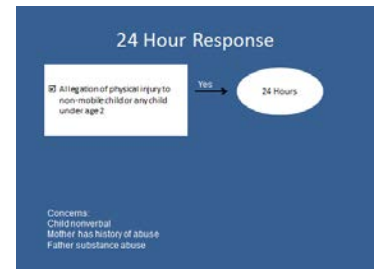 24 Hour Response
☑ Allegation of physical injury to
non-mobile child or any child
under age 2
Yes
24 Hours
Concerns:
Child nonverbal
Mother has history of abuse
Father substance abuse